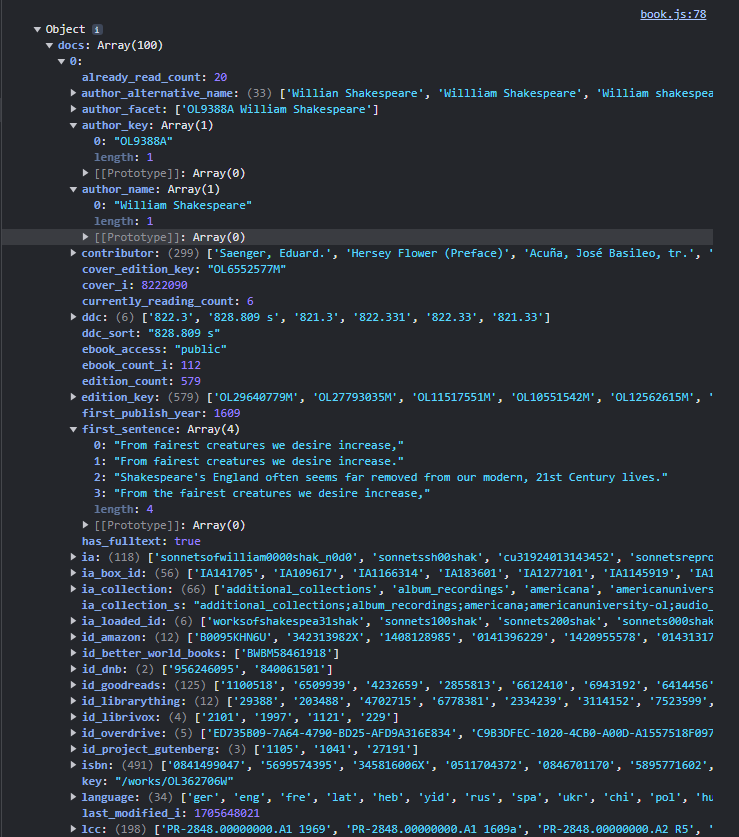 book.js:78
▼ Object i
▼ docs: Array(100)
▼ 0:
already_read_count: 20
▶ author_alternative_name: (33) ['Willian Shakespeare', 'Willliam Shakespeare', 'William shakespea
▶ author_facet: ['OL9388A William Shakespeare']
▼ author_key: Array(1)
0: "OL9388A"
length: 1
▶ [[Prototype]]: Array(0)
▼ author_name: Array(1)
0: "William Shakespeare"
length: 1
▶ [[Prototype]]: Array(0)
▶ contributor: (299) ['Saenger, Eduard.', 'Hersey Flower (Preface)', 'Acuña, José Basileo, tr.', '
cover_edition_key: "OL6552577M"
cover_i: 8222090
currently_reading_count: 6
▶ ddc: (6) ['822.3', '828.809 s', '821.3', '822.331', '822.33', '821.33']
ddc_sort: "828.809 s"
ebook_access: "public"
ebook_count_i: 112
edition_count: 579
▶ edition_key: (579) ['OL29640779M', 'OL27793035M', 'OL11517551M', 'OL10551542M', 'OL12562615M', '
first_publish_year: 1609
▼ first_sentence: Array(4)
0: "From fairest creatures we desire increase,"
1: "From fairest creatures we desire increase."
2: "Shakespeare's England often seems far removed from our modern, 21st Century lives."
3: "From the fairest creatures we desire increase,"
length: 4
▶ [[Prototype]]: Array(0)
has_fulltext: true
▶ ia: (118) ['sonnetsofwilliam0000shak_n0d0', 'sonnetssh00shak', 'cu31924013143452', 'sonnetsrepro
▶ ia_box_id: (56) ['IA141705', 'IA109617', 'IA1166314', 'IA183601', 'IA1277101', 'IA1145919', 'IA1
▶ ia_collection: (66) ['additional_collections', 'album_recordings', 'americana', 'americanuniver
ia_collection_s: "additional_collections;album_recordings;americana;americanuniversity-ol;audio_
▶ ia_loaded_id: (6) ['worksofshakespea31shak', 'sonnets100shak', 'sonnets200shak', 'sonnets000shak
▶ id_amazon: (12) ['B0095KHN6U', '342313982X', '1408128985', '0141396229', '1420955578', '01431317
▶ id_better_world_books: ['BWBM58461918']
▶ id_dnb: (2) ['956246095', '840061501']
▶ id_goodreads: (125) ['1100518', '6509939', '4232659', '2855813', '6612410', '6943192', '6414456'
▶ id_librarything: (12) ['29388', '203488', '4702715', '6778381', '2334239', '3114152', '7523599',
▶ id_librivox: (4) ['2101', '1997', '1121', '229']
▶ id_overdrive: (5) ['ED735B09-7A64-4790-BD25-AFD9A316E834', 'C9B3DFEC-1020-4CB0-A00D-A1557518F097
▶ id_project_gutenberg: (3) ['1105', '1041', '27191']
▶ isbn: (491) ['0841499047', '5699574395', '345816006X', '0511704372', '0846701170', '5895771602',
key: "/works/OL362706W"
▶ language: (34) ['ger', 'eng', 'fre', 'lat', 'heb', 'yid', 'rus', 'spa', 'ukr', 'chi', 'pol', 'hu
last_modified_i: 1705648021
▶ lcc: (198) ['PR-2848.00000000.A1 1969', 'PR-2848.00000000.A1 1609a', 'PR-2848.00000000.A2 R5', '